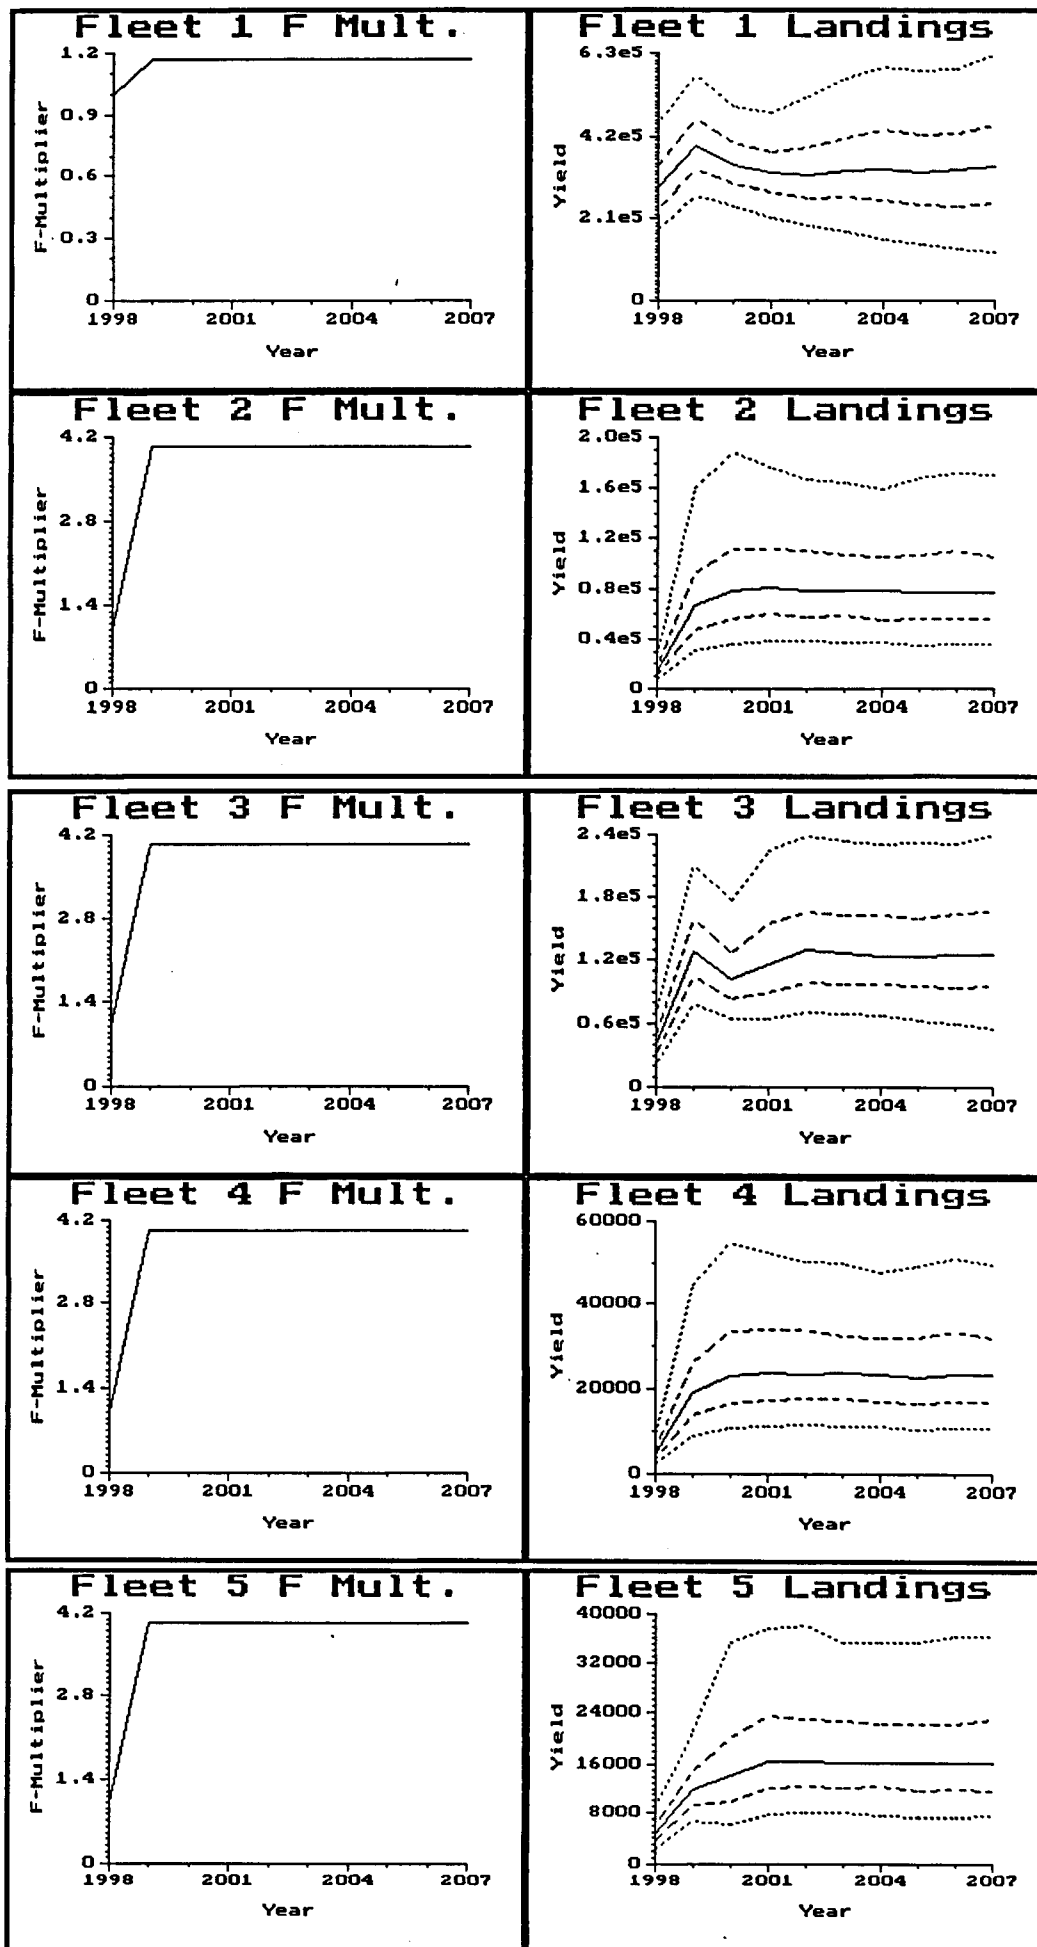 Fleet 1 F Mult.
1.2
0.9
0.6
0.3
0
F-Multiplier
1998 2001 2004 2007
Year
Fleet 1 Landings
6.3e5
4.2e5
2.1e5
0
Yield
1998 2001 2004 2007
Year
Fleet 2 F Mult.
4.2
2.8
1.4
0
F-Multiplier
1998 2001 2004 2007
Year
Fleet 2 Landings
2.0e5
1.6e5
1.2e5
0.8e5
0.4e5
0
Yield
1998 2001 2004 2007
Year
Fleet 3 F Mult.
4.2
2.8
1.4
0
F-Multiplier
1998 2001 2004 2007
Year
Fleet 3 Landings
2.4e5
1.8e5
1.2e5
0.6e5
0
Yield
1998 2001 2004 2007
Year
Fleet 4 F Mult.
4.2
2.8
1.4
0
F-Multiplier
1998 2001 2004 2007
Year
Fleet 4 Landings
60000
40000
20000
0
Yield
1998 2001 2004 2007
Year
Fleet 5 F Mult.
4.2
2.8
1.4
0
F-Multiplier
1998 2001 2004 2007
Year
Fleet 5 Landings
40000
32000
24000
16000
8000
0
Yield
1998 2001 2004 2007
Year